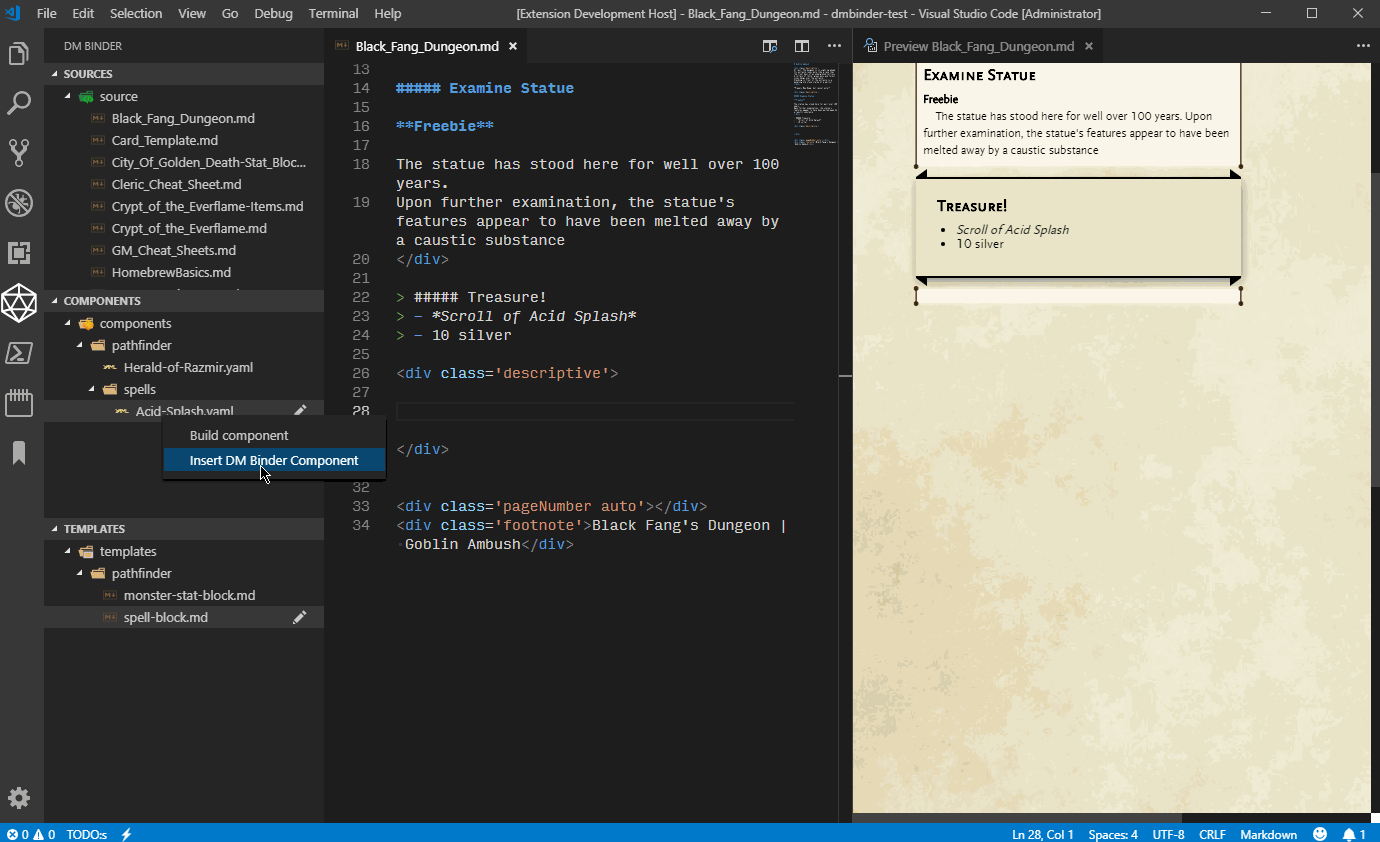 File Edit Selection View Go Debug Terminal Help
[Extension Development Host] - Black_Fang_Dungeon.md - dmbinder-test - Visual Studio Code [Administrator]
DM BINDER
SOURCES
source
Black_Fang_Dungeon.md
Card_Template.md
City_Of_Golden_Death-Stat_Bloc...
Cleric_Cheat_Sheet.md
Crypt_of_the_Everflame-Items.md
Crypt_of_the_Everflame.md
GM_Cheat_Sheets.md
HomebrewBasics.md
COMPONENTS
components
pathfinder
Herald-of-Razmir.yaml
spells
Acid-Splash.yaml
Build component
Insert DM Binder Component
TEMPLATES
templates
pathfinder
monster-stat-block.md
spell-block.md
Black_Fang_Dungeon.md
13
14 ##### Examine Statue
15
16 **Freebie**
17
18 The statue has stood here for well over 100
years.
19 Upon further examination, the statue's
features appear to have been melted away by
a caustic substance
20 </div>
21
22 > ##### Treasure!
23 > - *Scroll of Acid Splash*
24 > - 10 silver
25
26 <div class='descriptive'>
27
28
</div>
32
33 <div class='pageNumber auto'></div>
34 <div class='footnote'>Black Fang's Dungeon |
Goblin Ambush</div>
Preview Black_Fang_Dungeon.md
Examine Statue
Freebie
The statue has stood here for well over 100 years. Upon
further examination, the statue's features appear to have been
melted away by a caustic substance
Treasure!
• Scroll of Acid Splash
• 10 silver
0 0 TODO:s
Ln 28, Col 1 Spaces: 4 UTF-8 CRLF Markdown 1